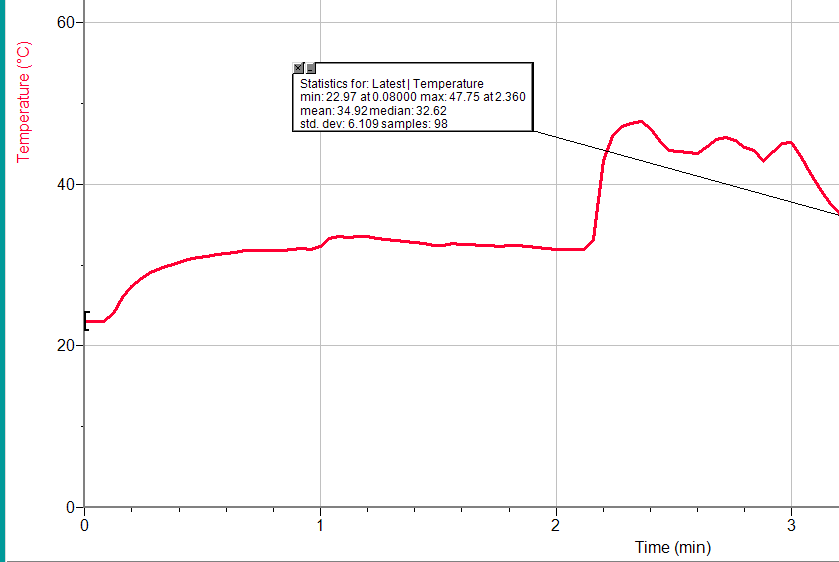 60
Temperature (°C)
Statistics for: Latest | Temperature
min: 22.97 at 0.08000 max: 47.75 at 2.360
mean: 34.92 median: 32.62
std. dev: 6.109 samples: 98
40
20
0
0 1 2 3
Time (min)